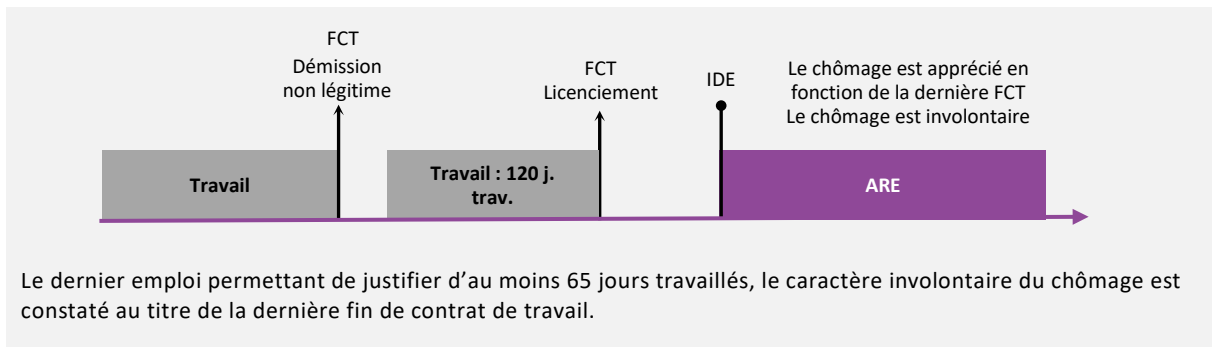 FCT
Démission
non légitime
FCT
Licenciement
IDE
Le chômage est apprécié en
fonction de la dernière FCT
Le chômage est involontaire
Travail
Travail : 120 j.
trav.
ARE
Le dernier emploi permettant de justifier d’au moins 65 jours travaillés, le caractère involontaire du chômage est
constaté au titre de la dernière fin de contrat de travail.